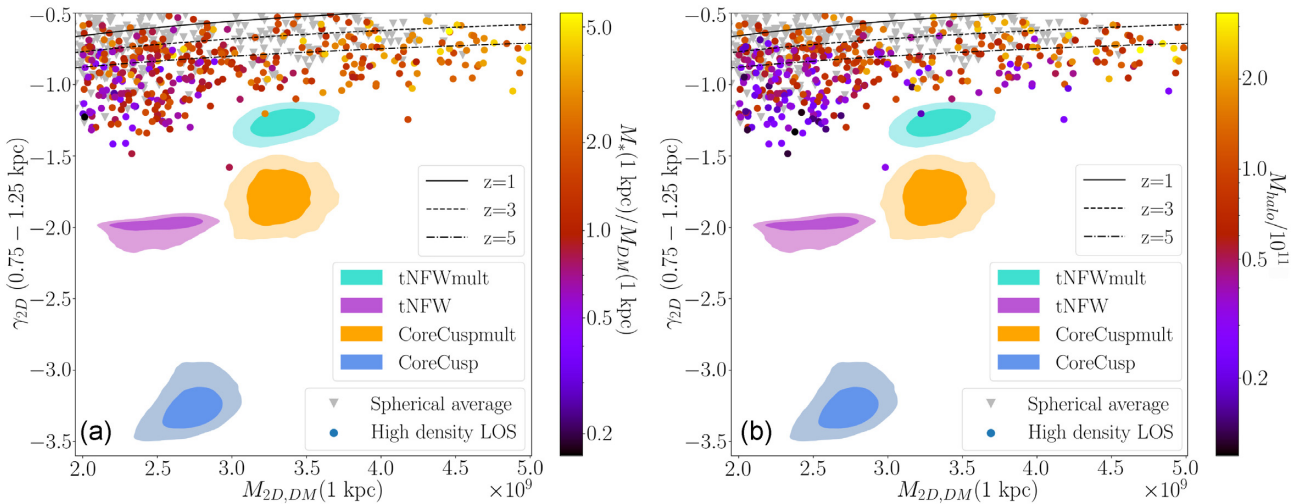 −0.5
−1.0
−1.5
−2.0
−2.5
−3.0
−3.5
γ2D (0.75 − 1.25 kpc)
z=1
z=3
z=5
tNFWmult
tNFW
CoreCuspmult
CoreCusp
Spherical average
High density LOS
(a)
2.0 2.5 3.0 3.5 4.0 4.5 5.0
M2D,DM(1 kpc)
×10^9
5.0
2.0
1.0
0.5
0.2
M*(1 kpc)/MDM(1 kpc)
−0.5
−1.0
−1.5
−2.0
−2.5
−3.0
−3.5
γ2D (0.75 − 1.25 kpc)
z=1
z=3
z=5
tNFWmult
tNFW
CoreCuspmult
CoreCusp
Spherical average
High density LOS
(b)
2.0 2.5 3.0 3.5 4.0 4.5 5.0
M2D,DM(1 kpc)
×10^9
2.0
1.0
0.5
0.2
Mhalo/10^11